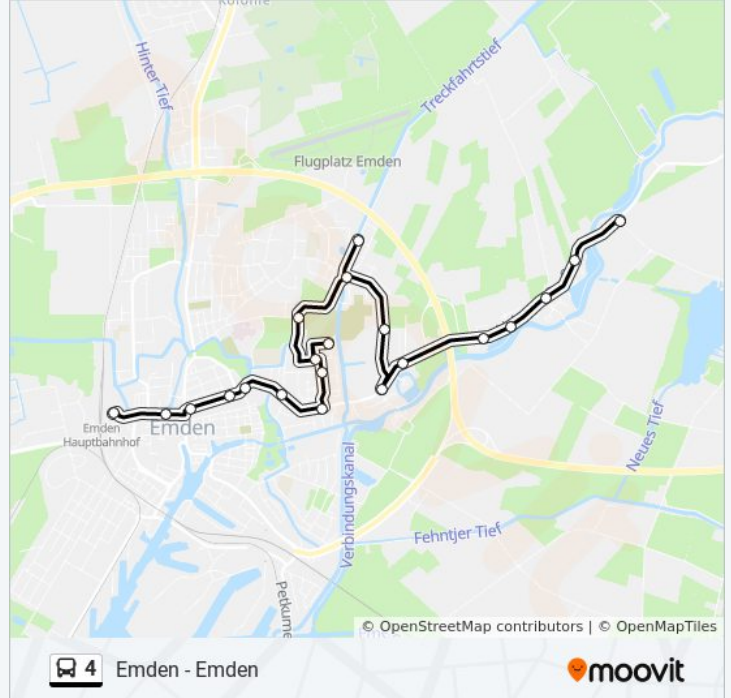 Kolonie
Hinter Tief
Treckfahrtstief
Flugplatz Emden
Emden
Hauptbahnhof
Emden
Verbindungskanal
Neues Tief
Fehntjer Tief
Petkume
© OpenStreetMap contributors | © OpenMapTiles
4 Emden - Emden
moovit